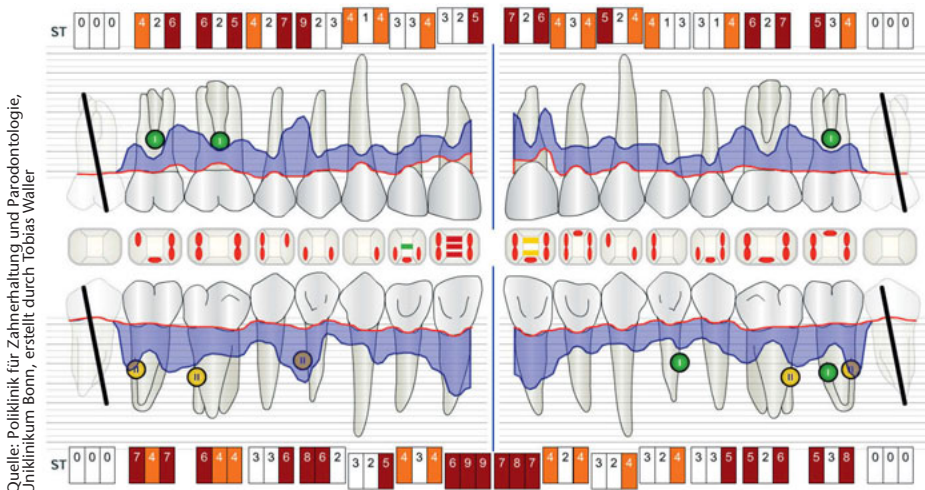 Quelle: Poliklinik für Zahnerhaltung und Parodontologie,
Uniklinikum Bonn, erstellt durch Tobias Waller
ST 0 0 0 4 2 6 6 2 5 4 2 7 9 2 3 4 1 4 3 3 4 3 2 5 7 2 6 4 3 4 5 2 4 4 1 3 3 1 4 6 2 7 5 3 4 0 0 0
I I I
II II II I II I II
ST 0 0 0 7 4 7 6 4 4 3 3 6 8 6 2 3 2 5 4 3 4 6 9 9 7 8 7 4 2 4 3 2 4 3 2 4 3 3 5 5 2 6 5 3 8 0 0 0